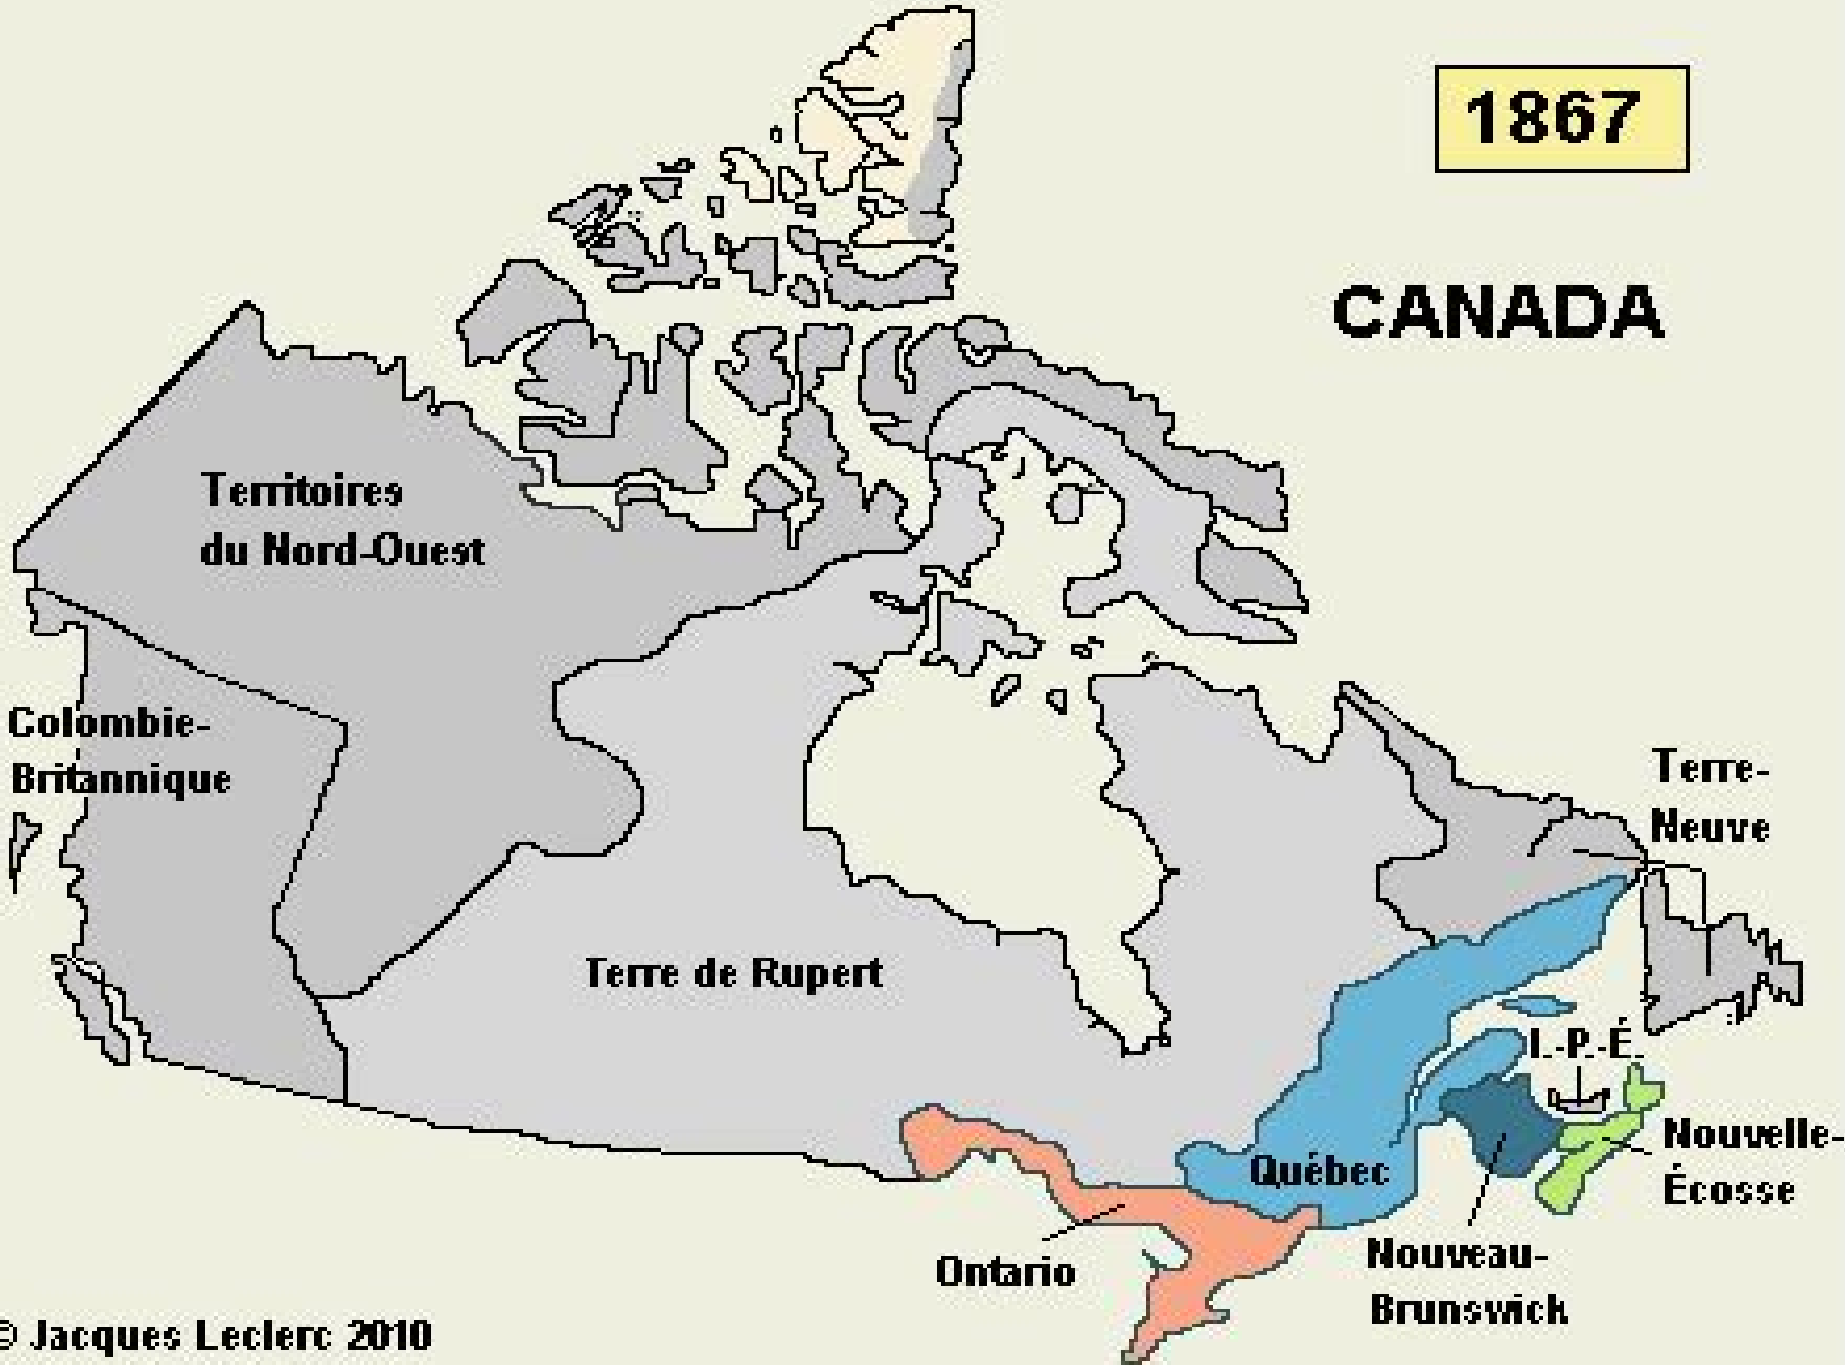 1867
CANADA
Territoires
du Nord-Ouest
Colombie-
Britannique
Terre-
Neuve
Terre de Rupert
I.-P.-É.
Nouvelle-
Écosse
Québec
Ontario
Nouveau-
Brunswick
© Jacques Leclerc 2010